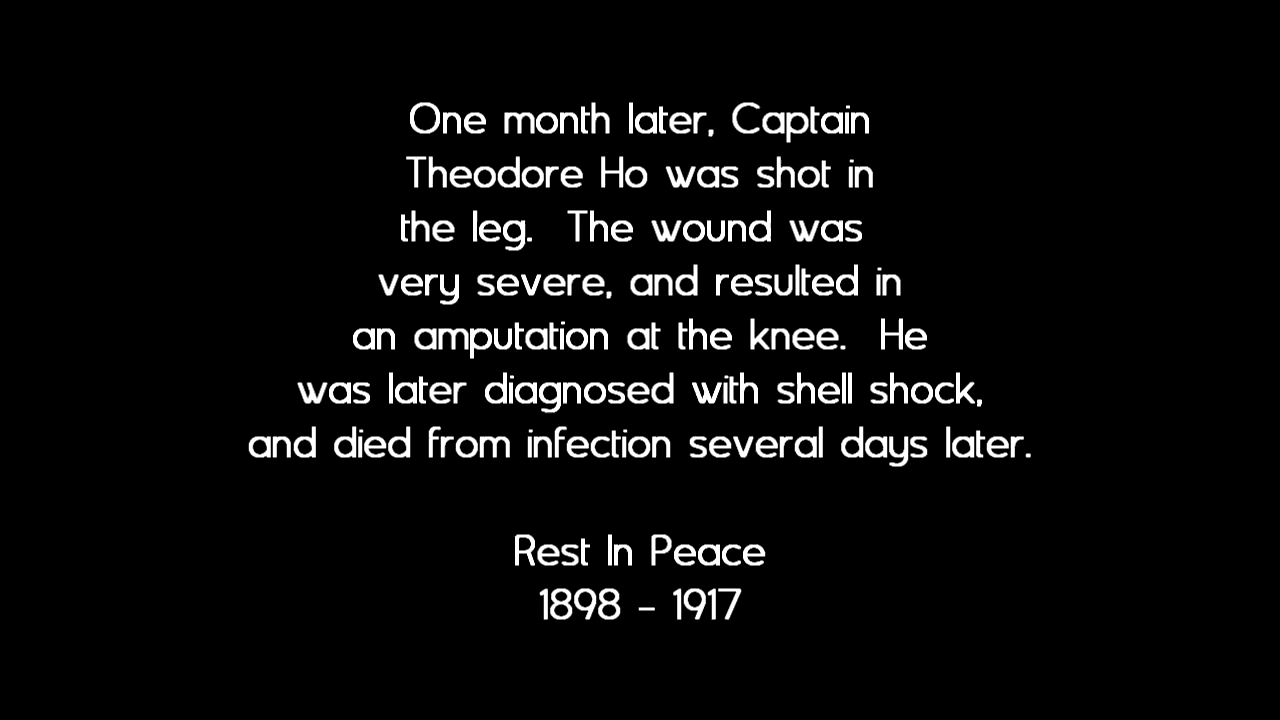 One month later, Captain
Theodore Ho was shot in
the leg.  The wound was
very severe, and resulted in
an amputation at the knee.  He
was later diagnosed with shell shock,
and died from infection several days later.
Rest In Peace
1898 - 1917